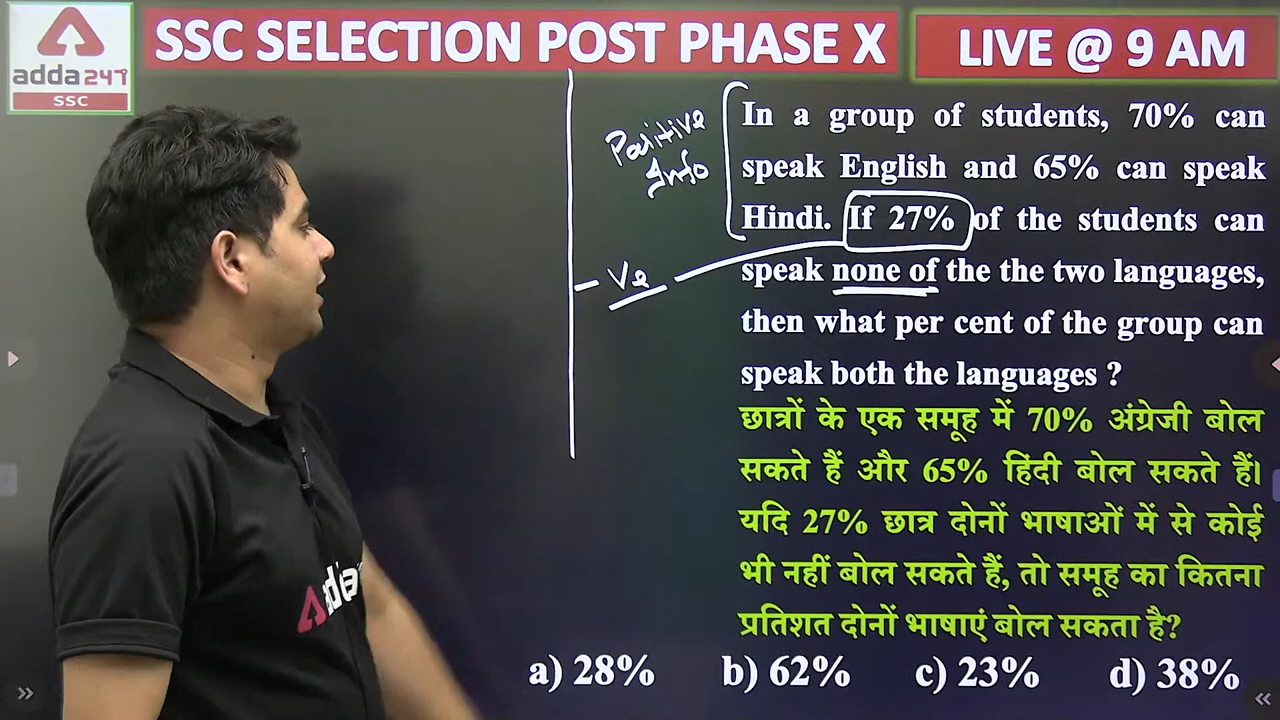 SSC SELECTION POST PHASE X
LIVE @ 9 AM
adda247
SSC
Positive
Info
- Ve
In a group of students, 70% can
speak English and 65% can speak
Hindi. If 27% of the students can
speak none of the the two languages,
then what per cent of the group can
speak both the languages ?
छात्रों के एक समूह में 70% अंग्रेजी बोल
सकते हैं और 65% हिंदी बोल सकते हैं।
यदि 27% छात्र दोनों भाषाओं में से कोई
भी नहीं बोल सकते हैं, तो समूह का कितना
प्रतिशत दोनों भाषाएं बोल सकता है?
a) 28% b) 62% c) 23% d) 38%